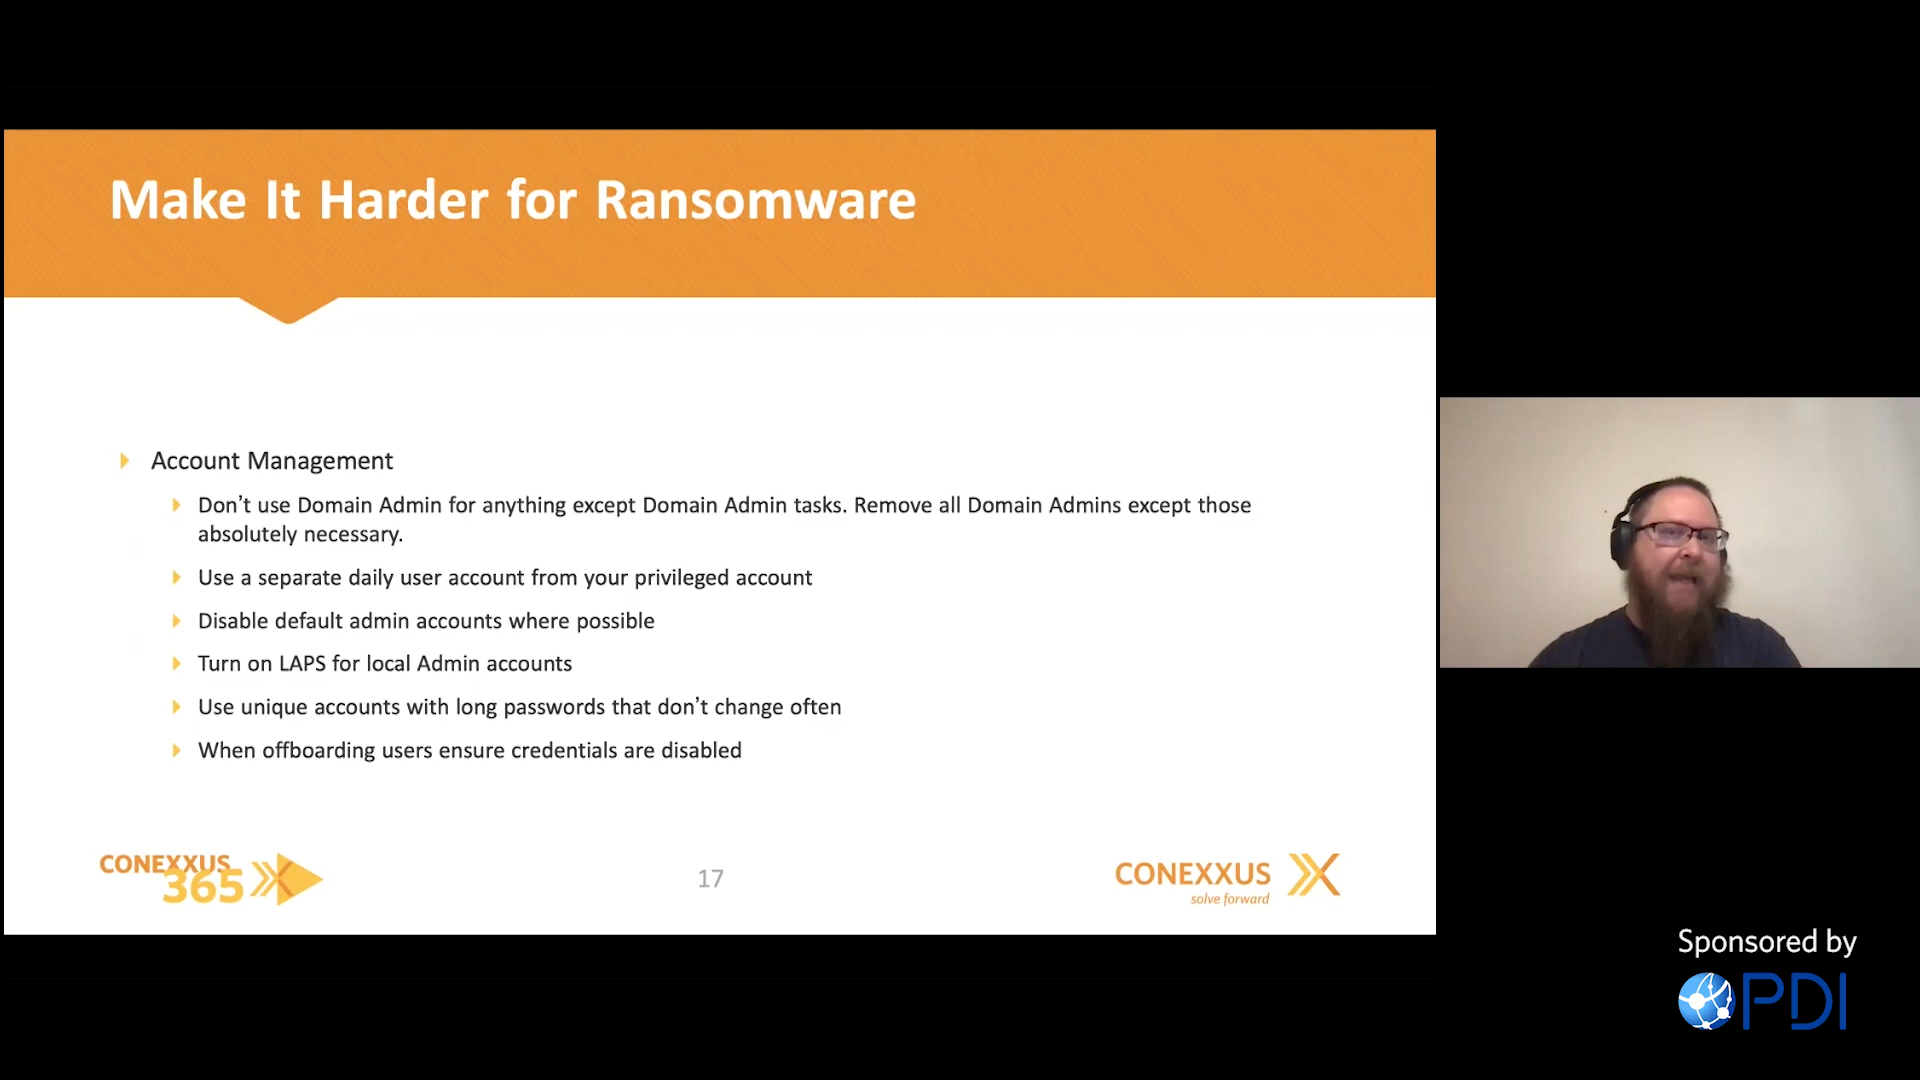 Make It Harder for Ransomware
Account Management
Don’t use Domain Admin for anything except Domain Admin tasks. Remove all Domain Admins except those
absolutely necessary.
Use a separate daily user account from your privileged account
Disable default admin accounts where possible
Turn on LAPS for local Admin accounts
Use unique accounts with long passwords that don’t change often
When offboarding users ensure credentials are disabled
CONEXXUS
365
17
CONEXXUS
solve forward
Sponsored by
PDI